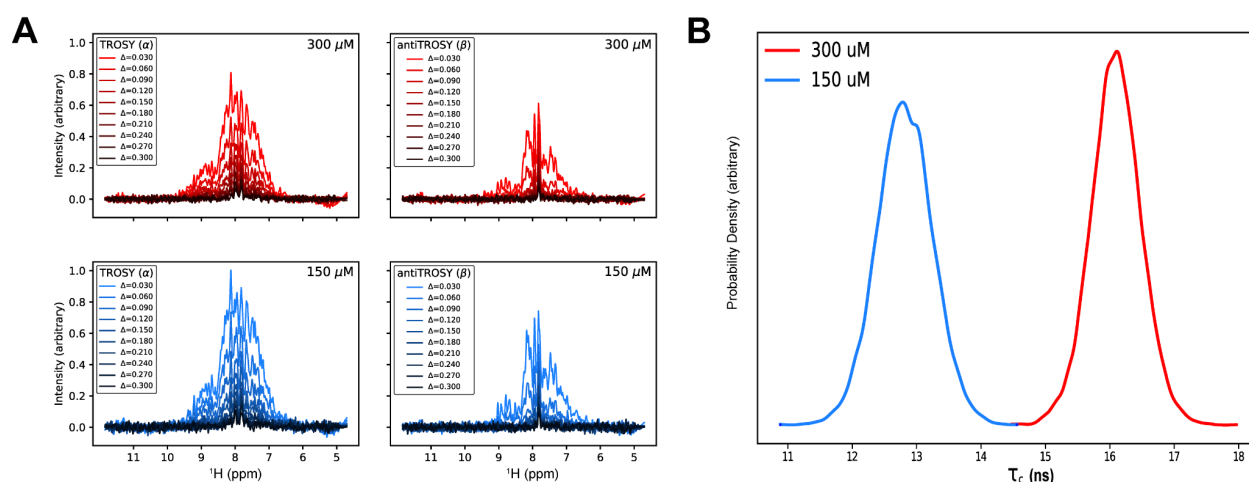 A
TROSY (α)
Δ=0.030
Δ=0.060
Δ=0.090
Δ=0.120
Δ=0.150
Δ=0.180
Δ=0.210
Δ=0.240
Δ=0.270
Δ=0.300
300 μM
1.0
0.8
0.6
0.4
0.2
0.0
Intensity (arbitrary)
antiTROSY (β)
Δ=0.030
Δ=0.060
Δ=0.090
Δ=0.120
Δ=0.150
Δ=0.180
Δ=0.210
Δ=0.240
Δ=0.270
Δ=0.300
300 μM
TROSY (α)
Δ=0.030
Δ=0.060
Δ=0.090
Δ=0.120
Δ=0.150
Δ=0.180
Δ=0.210
Δ=0.240
Δ=0.270
Δ=0.300
150 μM
1.0
0.8
0.6
0.4
0.2
0.0
Intensity (arbitrary)
11 10 9 8 7 6 5
¹H (ppm)
antiTROSY (β)
Δ=0.030
Δ=0.060
Δ=0.090
Δ=0.120
Δ=0.150
Δ=0.180
Δ=0.210
Δ=0.240
Δ=0.270
Δ=0.300
150 μM
11 10 9 8 7 6 5
¹H (ppm)
B
300 uM
150 uM
Probability Density (arbitrary)
11 12 13 14 15 16 17 18
τc (ns)